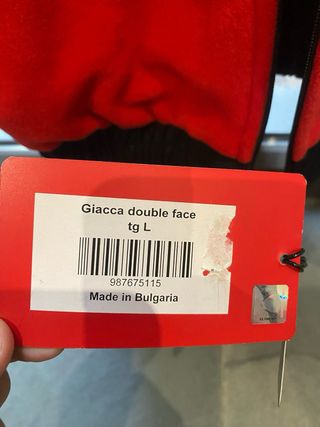 Giacca double face
tg L
987675115
Made in Bulgaria